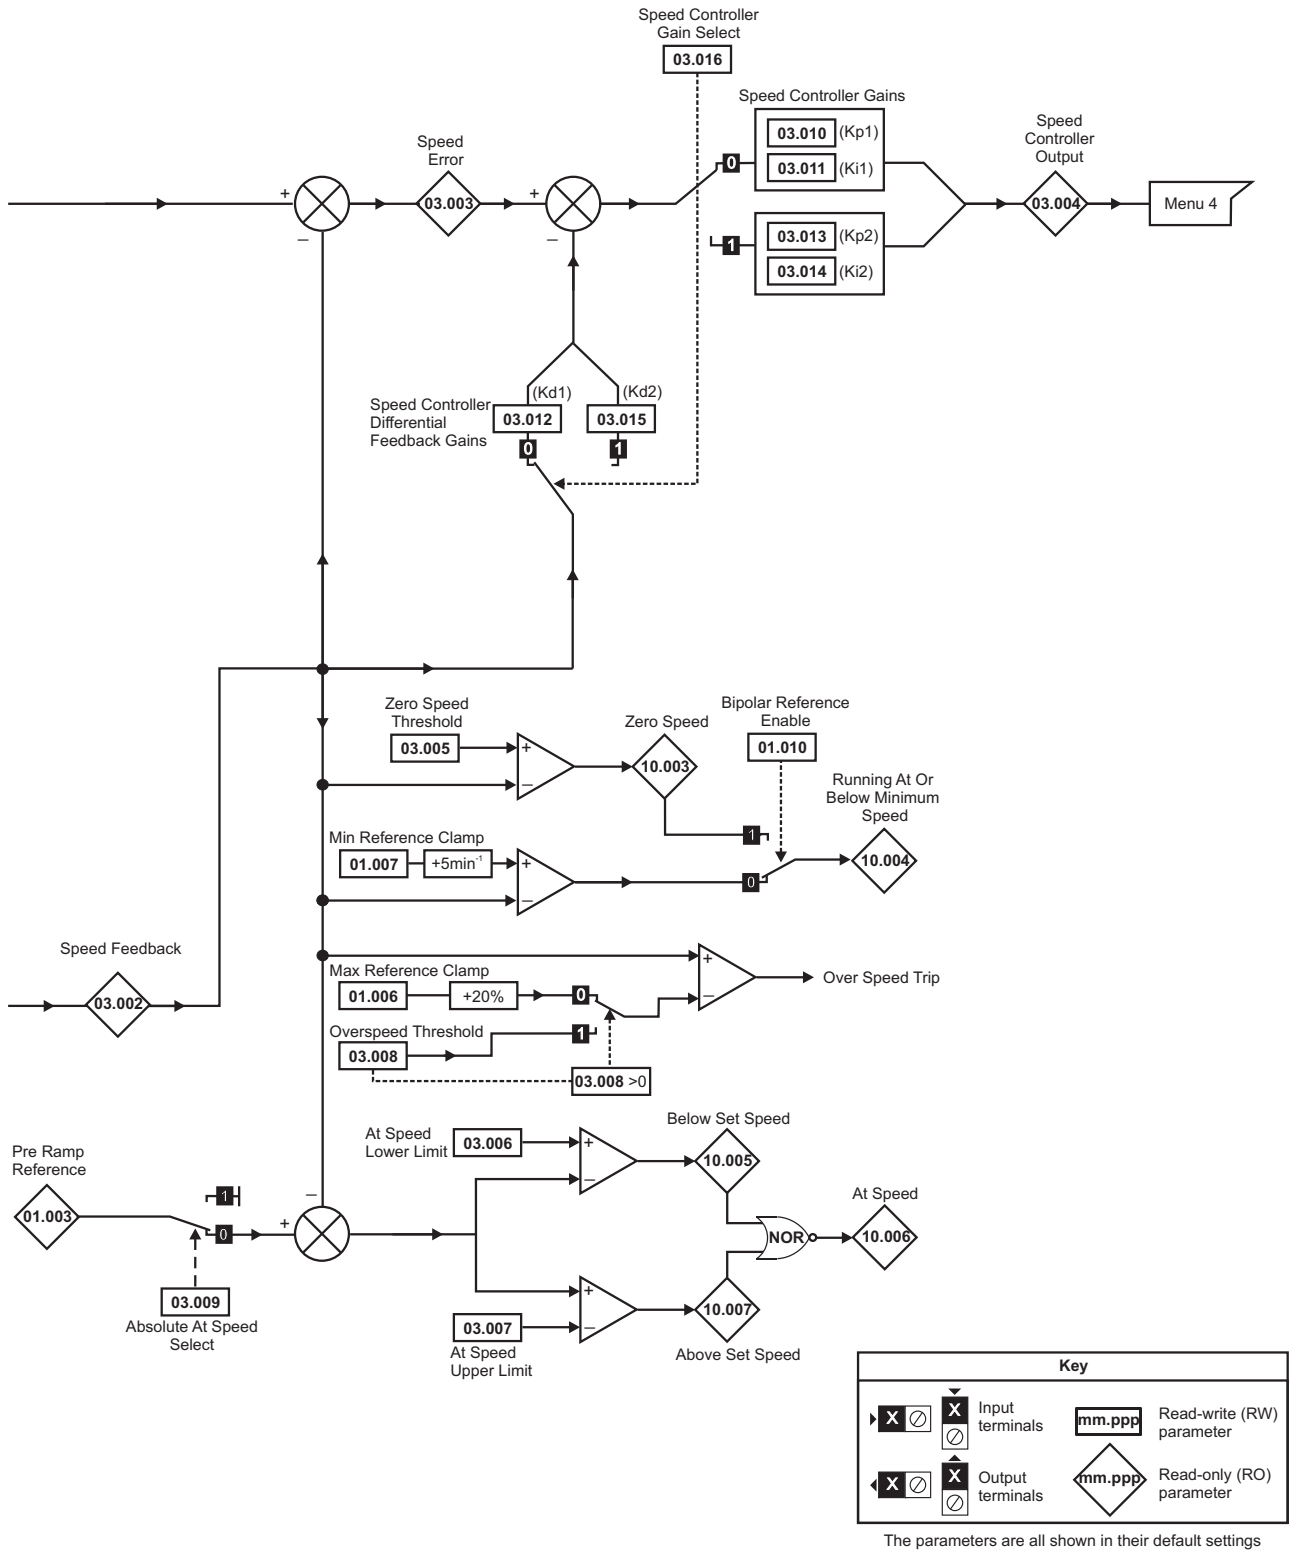 Speed Controller
Gain Select
03.016
Speed Controller Gains
03.010 (Kp1)
0
03.011 (Ki1)
1
03.013 (Kp2)
03.014 (Ki2)
Speed
Controller
Output
03.004
Menu 4
Speed
Error
+
03.003
+
–
–
(Kd1)
(Kd2)
Speed Controller
Differential
Feedback Gains
03.012
03.015
0
1
Zero Speed
Threshold
03.005
+
–
Zero Speed
10.003
Bipolar Reference
Enable
01.010
1
Running At Or
Below Minimum
Speed
10.004
Min Reference Clamp
01.007
+5min-1
+
–
0
Speed Feedback
03.002
Max Reference Clamp
01.006
+20%
0
+
–
Over Speed Trip
Overspeed Threshold
03.008
1
03.008 >0
At Speed
Lower Limit
03.006
+
–
Below Set Speed
10.005
Pre Ramp
Reference
01.003
1
0
+
–
NOR
At Speed
10.006
03.009
Absolute At Speed
Select
03.007
+
–
At Speed
Upper Limit
10.007
Above Set Speed
Key
X
X
Input
terminals
mm.ppp
Read-write (RW)
parameter
X
X
Output
terminals
mm.ppp
Read-only (RO)
parameter
The parameters are all shown in their default settings